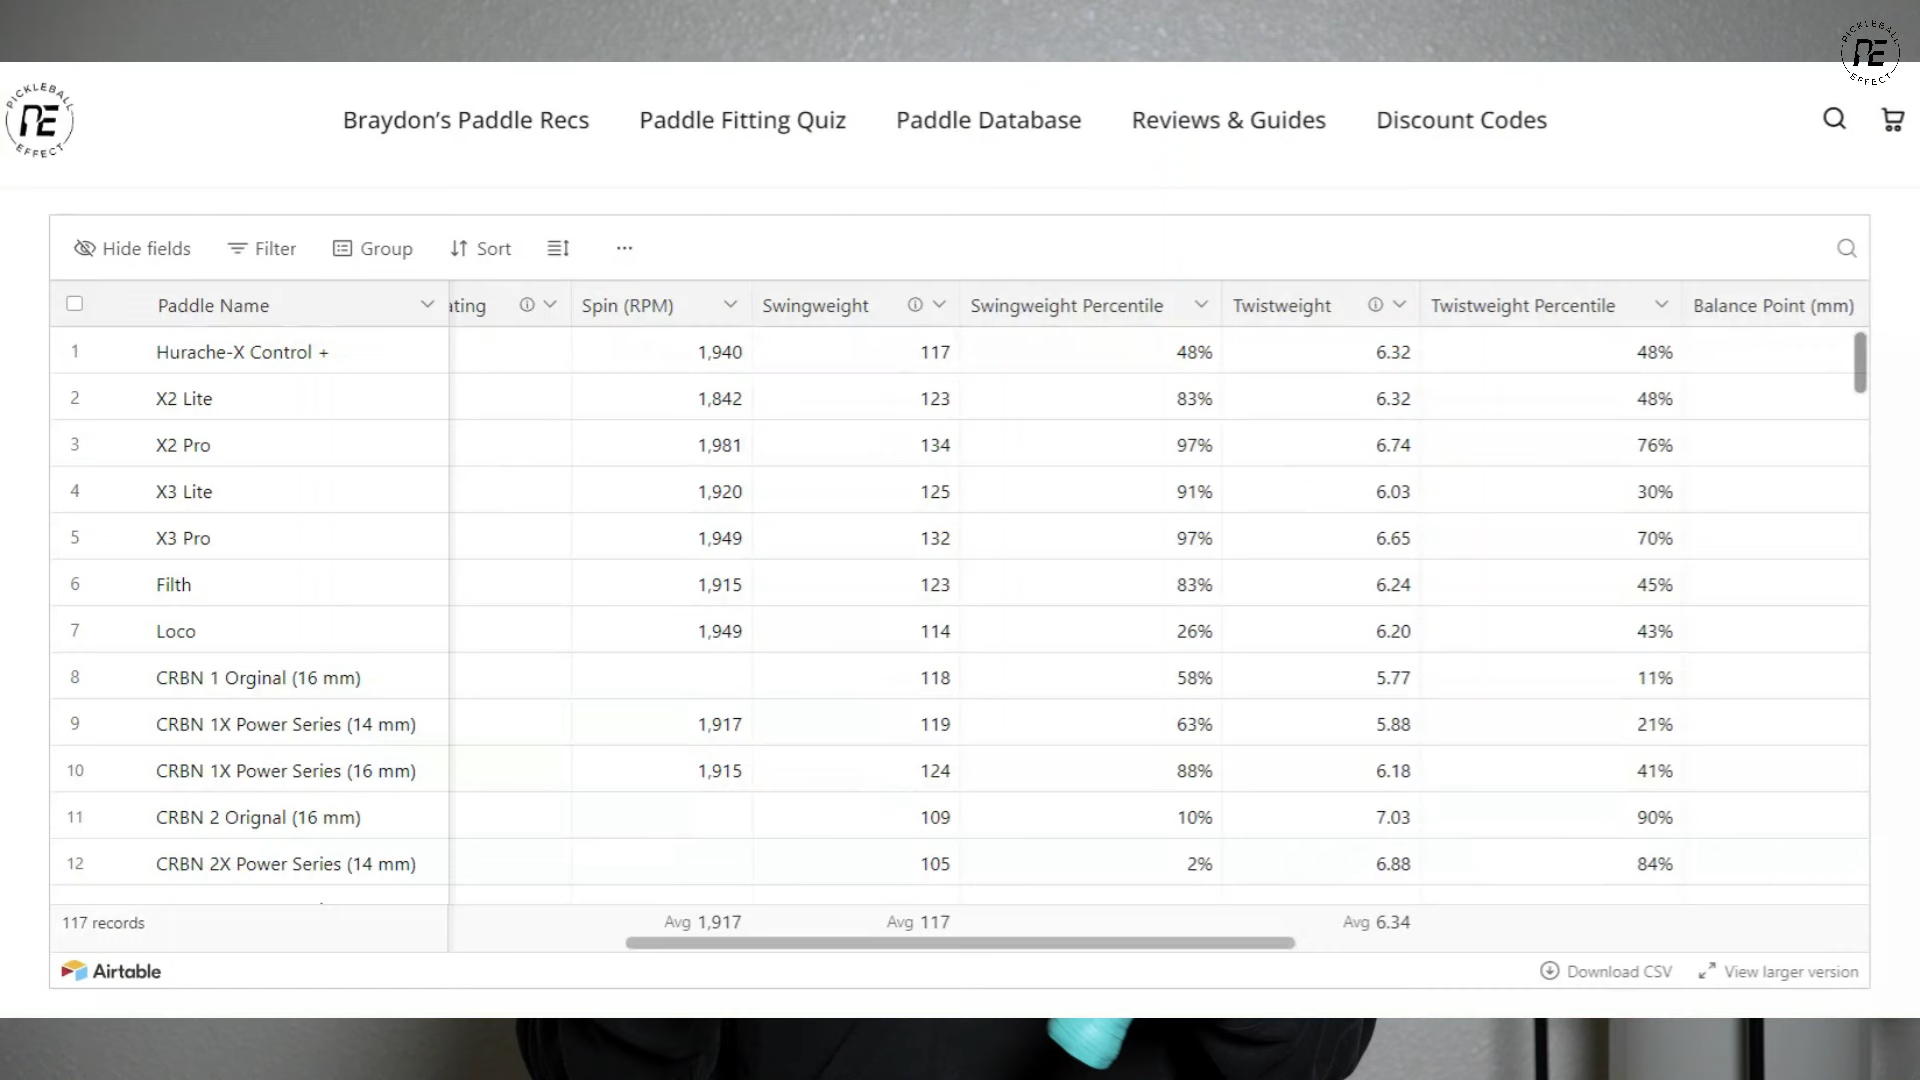 PICKLEBALL
EFFECT
PICKLEBALL
EFFECT
Braydon’s Paddle Recs Paddle Fitting Quiz Paddle Database Reviews & Guides Discount Codes
Hide fields Filter Group Sort ...
Paddle Name ating Spin (RPM) Swingweight Swingweight Percentile Twistweight Twistweight Percentile Balance Point (mm)
1 Hurache-X Control + 1,940 117 48% 6.32 48%
2 X2 Lite 1,842 123 83% 6.32 48%
3 X2 Pro 1,981 134 97% 6.74 76%
4 X3 Lite 1,920 125 91% 6.03 30%
5 X3 Pro 1,949 132 97% 6.65 70%
6 Filth 1,915 123 83% 6.24 45%
7 Loco 1,949 114 26% 6.20 43%
8 CRBN 1 Orginal (16 mm) 118 58% 5.77 11%
9 CRBN 1X Power Series (14 mm) 1,917 119 63% 5.88 21%
10 CRBN 1X Power Series (16 mm) 1,915 124 88% 6.18 41%
11 CRBN 2 Orignal (16 mm) 109 10% 7.03 90%
12 CRBN 2X Power Series (14 mm) 105 2% 6.88 84%
117 records Avg 1,917 Avg 117 Avg 6.34
Airtable Download CSV View larger version